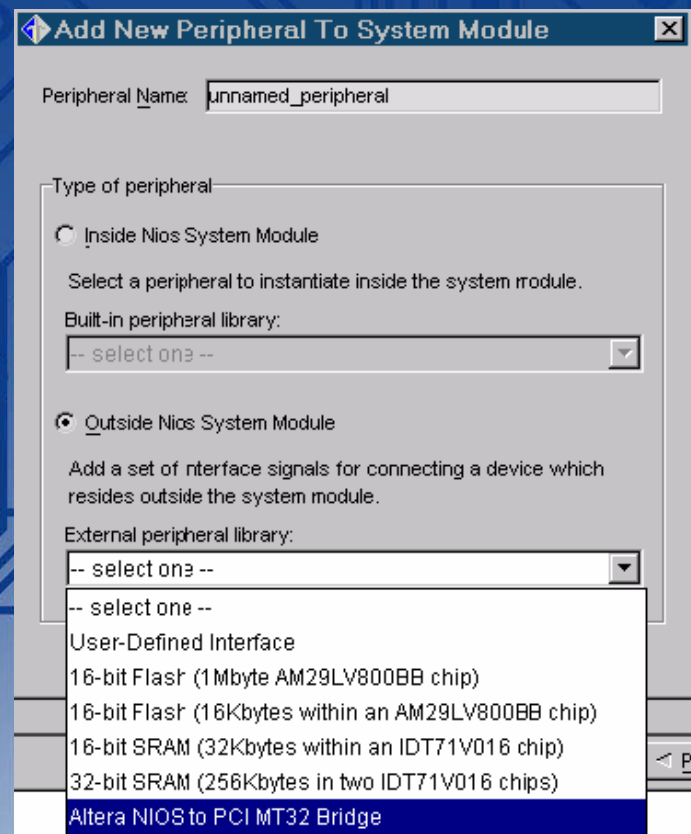 Add New Peripheral To System Module
Peripheral Name: unnamed_peripheral
Type of peripheral
Inside Nios System Module
Select a peripheral to instantiate inside the system module.
Built-in peripheral library:
-- select one --
Outside Nios System Module
Add a set of nterface signals for connecting a device which
resides outside the system module.
External peripheral library:
-- select one --
-- select one --
User-Defined Interface
16-bit Flash (1Mbyte AM29LV800BB chip)
16-bit Flash (16Kbytes within an AM29LV800BB chip)
16-bit SRAM (32Kbytes within an IDT71V016 chip)
32-bit SRAM (256Kbytes in two IDT71V016 chips)
< P
Altera NIOS to PCI MT32 Bridge